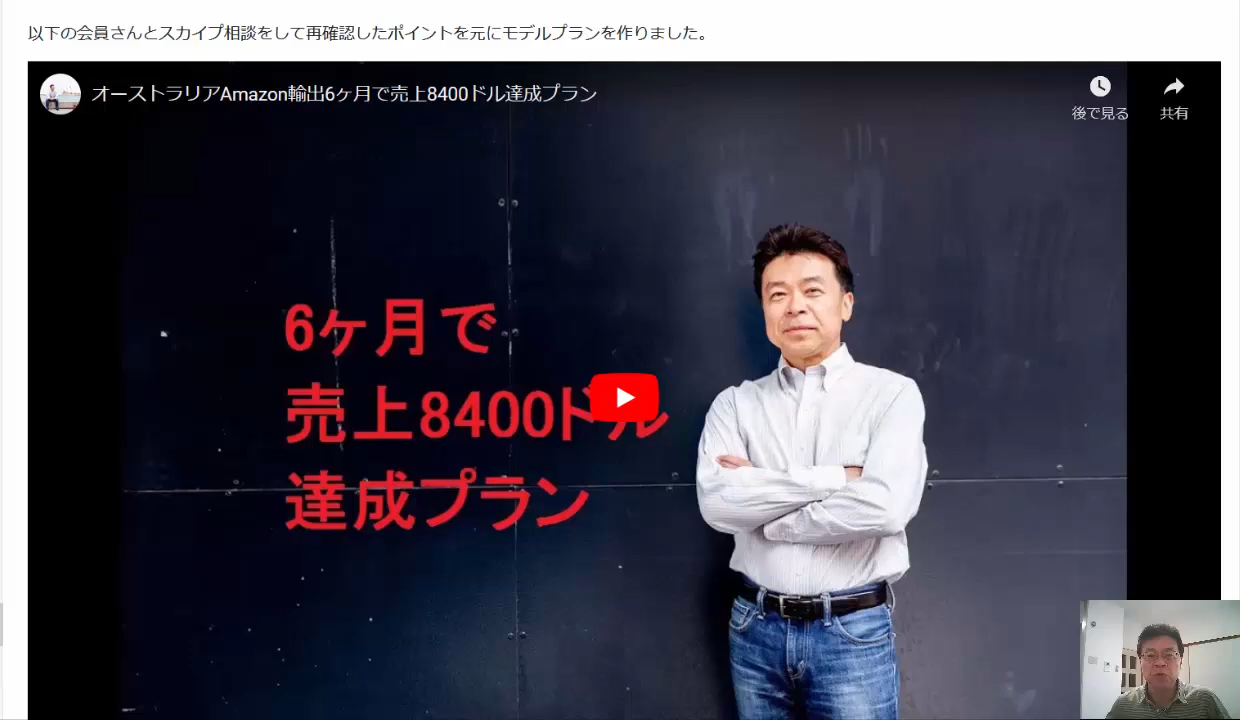 以下の会員さんとスカイプ相談をして再確認したポイントを元にモデルプランを作りました。
オーストラリアAmazon輸出6ヶ月で売上8400ドル達成プラン
後で見る
共有
6ヶ月で
売上8400ドル
達成プラン